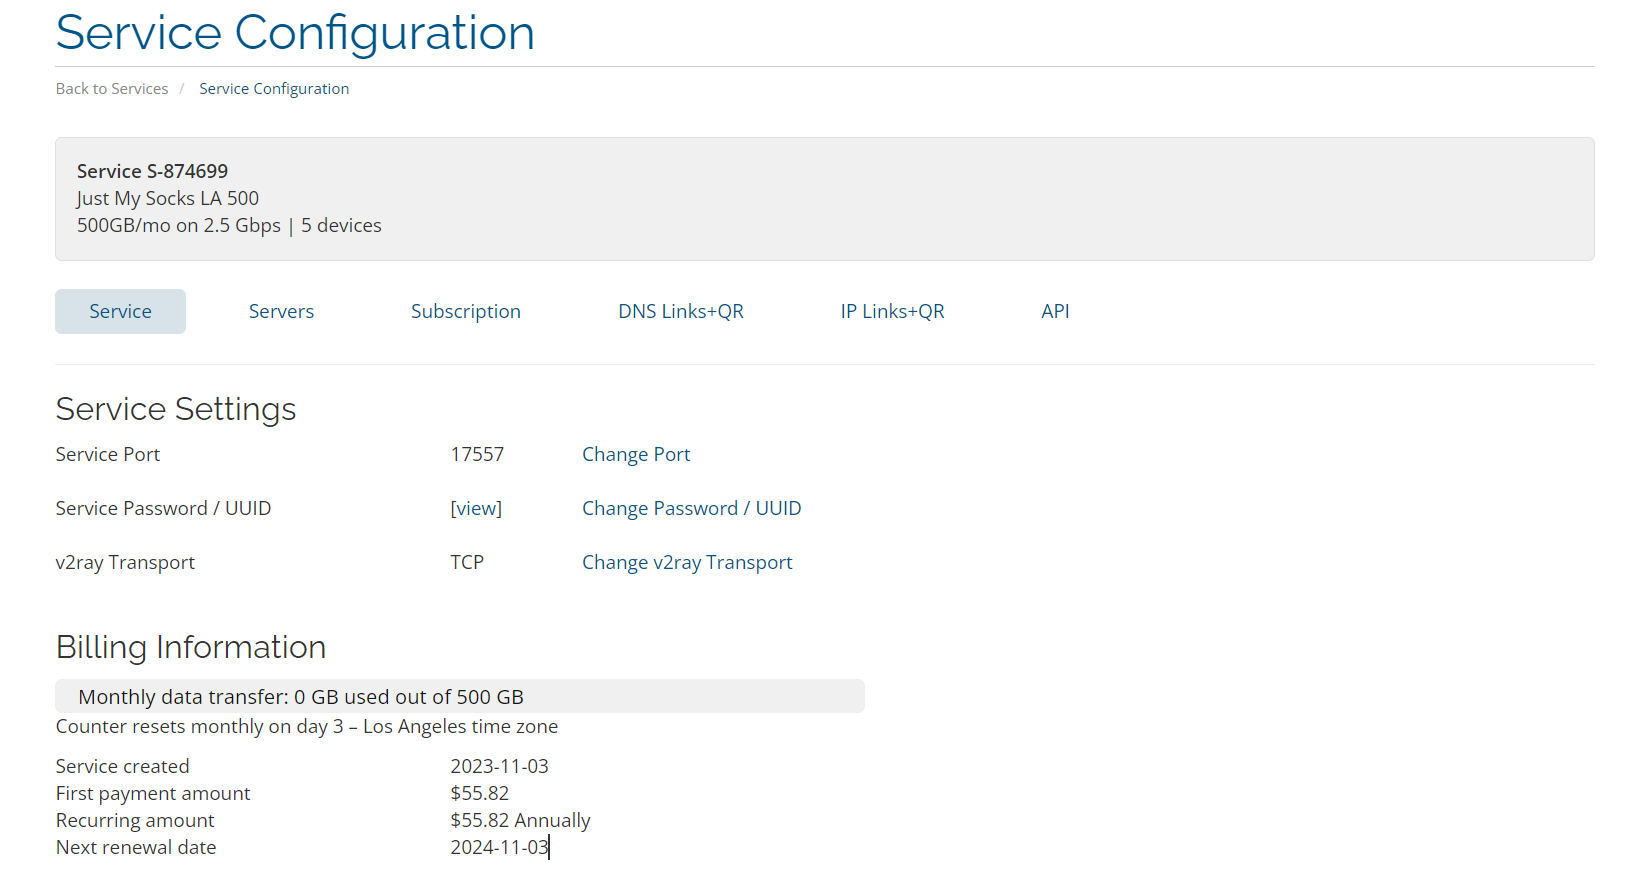 Service Configuration
Back to Services / Service Configuration
Service S-874699
Just My Socks LA 500
500GB/mo on 2.5 Gbps | 5 devices
Service Servers Subscription DNS Links+QR IP Links+QR API
Service Settings
Service Port 17557 Change Port
Service Password / UUID [view] Change Password / UUID
v2ray Transport TCP Change v2ray Transport
Billing Information
Monthly data transfer: 0 GB used out of 500 GB
Counter resets monthly on day 3 – Los Angeles time zone
Service created 2023-11-03
First payment amount $55.82
Recurring amount $55.82 Annually
Next renewal date 2024-11-03